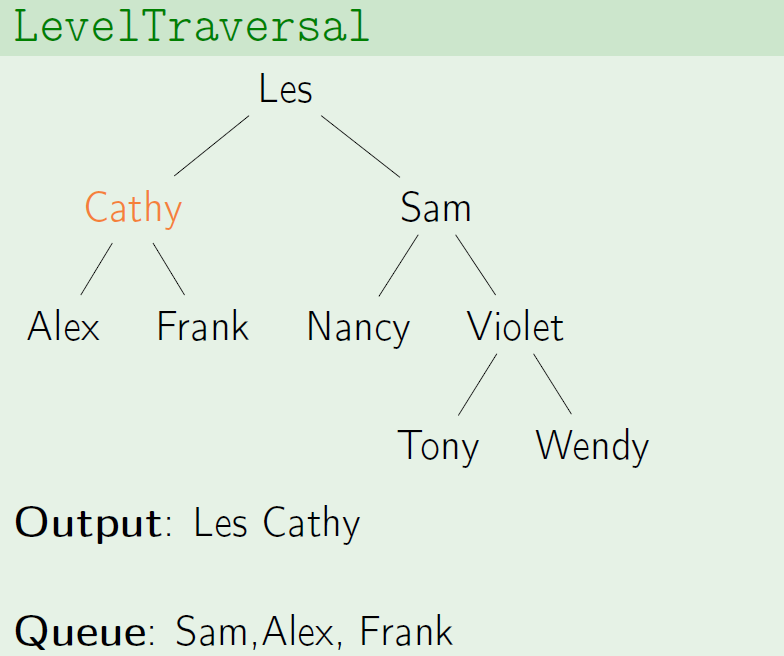 LevelTraversal
Les
Cathy Sam
Alex Frank Nancy Violet
Tony Wendy
Output: Les Cathy
Queue: Sam,Alex, Frank